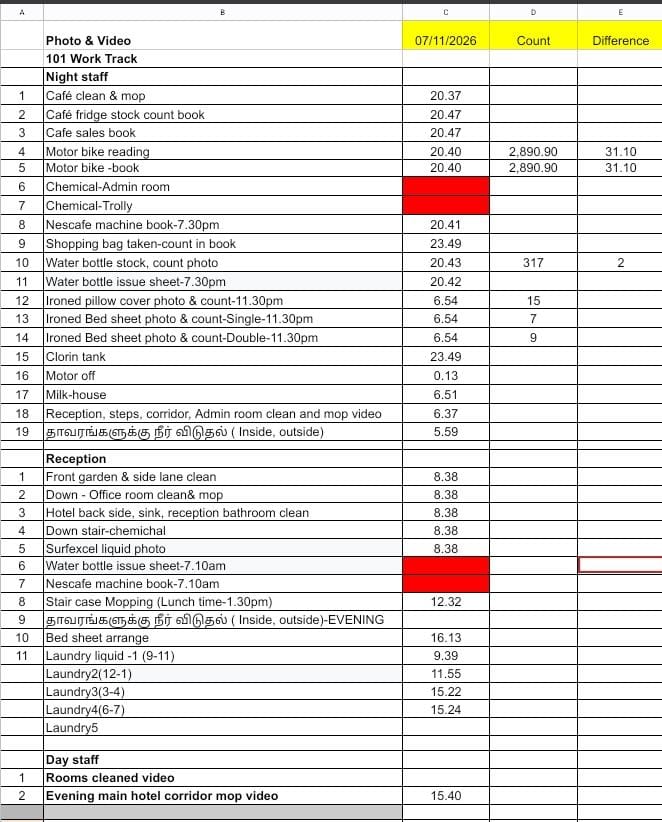 A B C D E
Photo & Video 07/11/2026 Count Difference
101 Work Track
Night staff
1 Café clean & mop 20.37
2 Café fridge stock count book 20.47
3 Cafe sales book 20.47
4 Motor bike reading 20.40 2,890.90 31.10
5 Motor bike -book 20.40 2,890.90 31.10
6 Chemical-Admin room
7 Chemical-Trolly
8 Nescafe machine book-7.30pm 20.41
9 Shopping bag taken-count in book 23.49
10 Water bottle stock, count photo 20.43 317 2
11 Water bottle issue sheet-7.30pm 20.42
12 Ironed pillow cover photo & count-11.30pm 6.54 15
13 Ironed Bed sheet photo & count-Single-11.30pm 6.54 7
14 Ironed Bed sheet photo & count-Double-11.30pm 6.54 9
15 Clorin tank 23.49
16 Motor off 0.13
17 Milk-house 6.51
18 Reception, steps, corridor, Admin room clean and mop video 6.37
19 தாவரங்களுக்கு நீர் விடுதல் ( Inside, outside) 5.59
Reception
1 Front garden & side lane clean 8.38
2 Down - Office room clean& mop 8.38
3 Hotel back side, sink, reception bathroom clean 8.38
4 Down stair-chemichal 8.38
5 Surfexcel liquid photo 8.38
6 Water bottle issue sheet-7.10am
7 Nescafe machine book-7.10am
8 Stair case Mopping (Lunch time-1.30pm) 12.32
9 தாவரங்களுக்கு நீர் விடுதல் ( Inside, outside)-EVENING
10 Bed sheet arrange 16.13
11 Laundry liquid -1 (9-11) 9.39
Laundry2(12-1) 11.55
Laundry3(3-4) 15.22
Laundry4(6-7) 15.24
Laundry5
Day staff
1 Rooms cleaned video
2 Evening main hotel corridor mop video 15.40